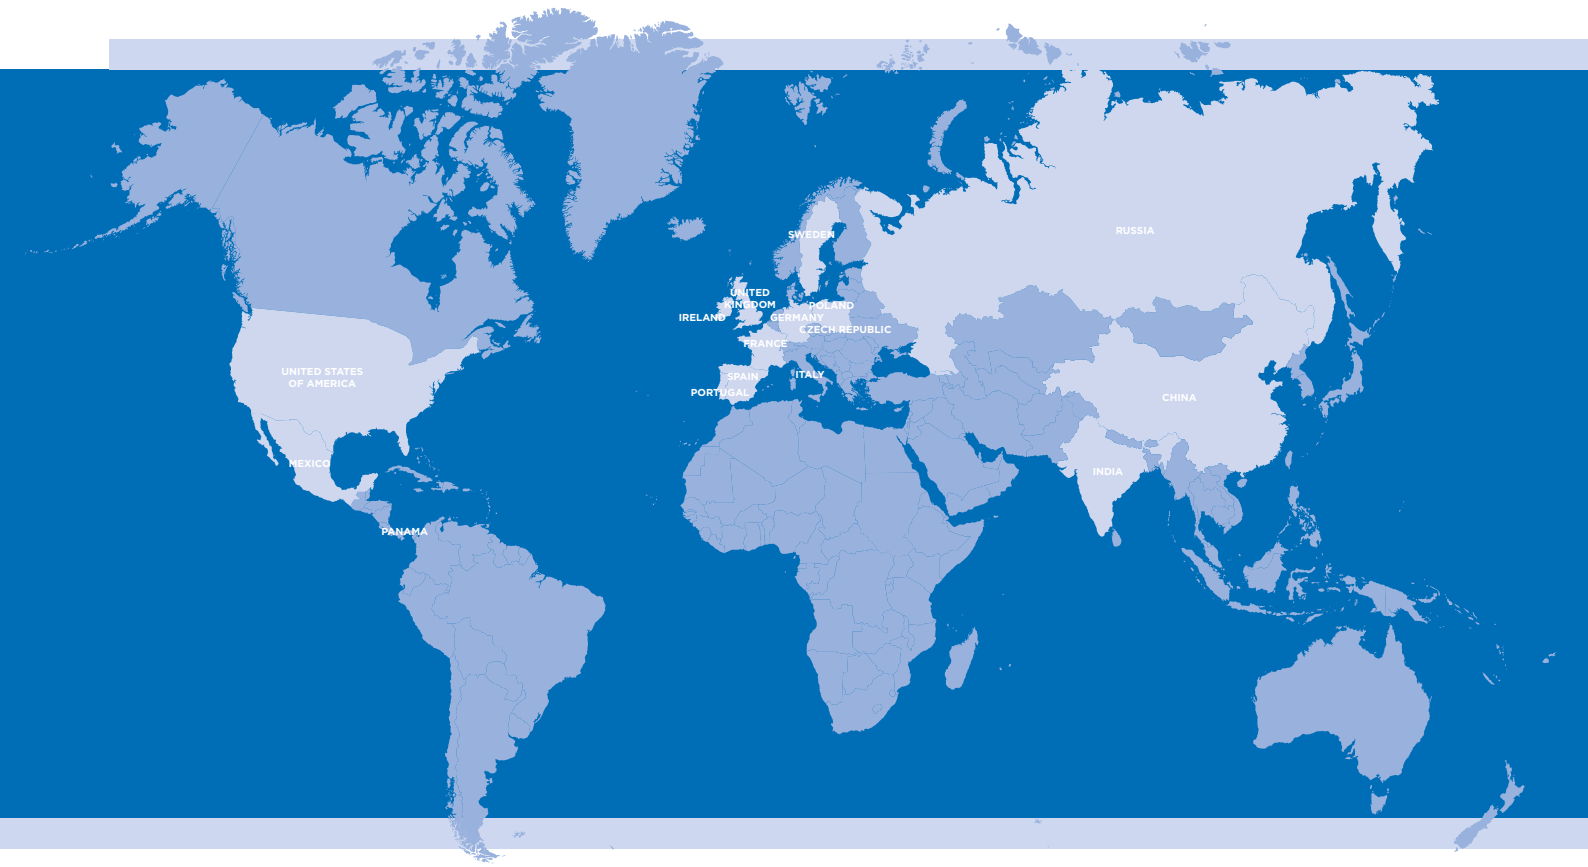 SWEDEN
RUSSIA
UNITED
KINGDOM
POLAND
IRELAND
GERMANY
CZECH REPUBLIC
FRANCE
UNITED STATES
OF AMERICA
SPAIN
ITALY
PORTUGAL
CHINA
MEXICO
INDIA
PANAMA